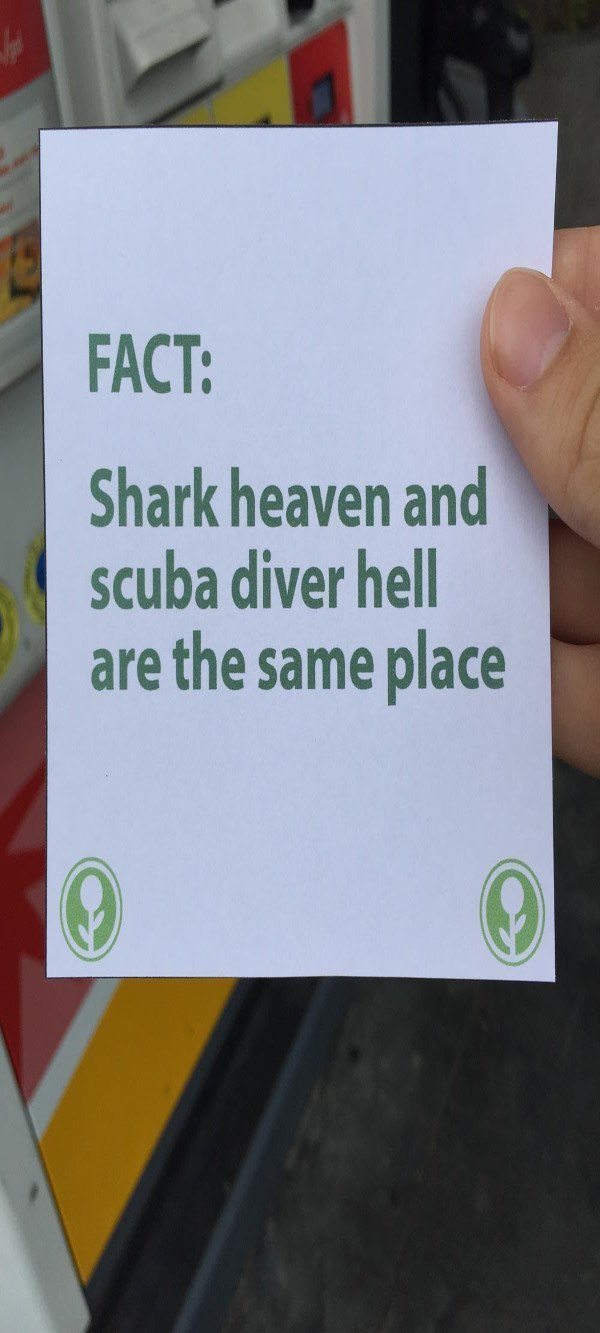 FACT:
Shark heaven and
scuba diver hell
are the same place